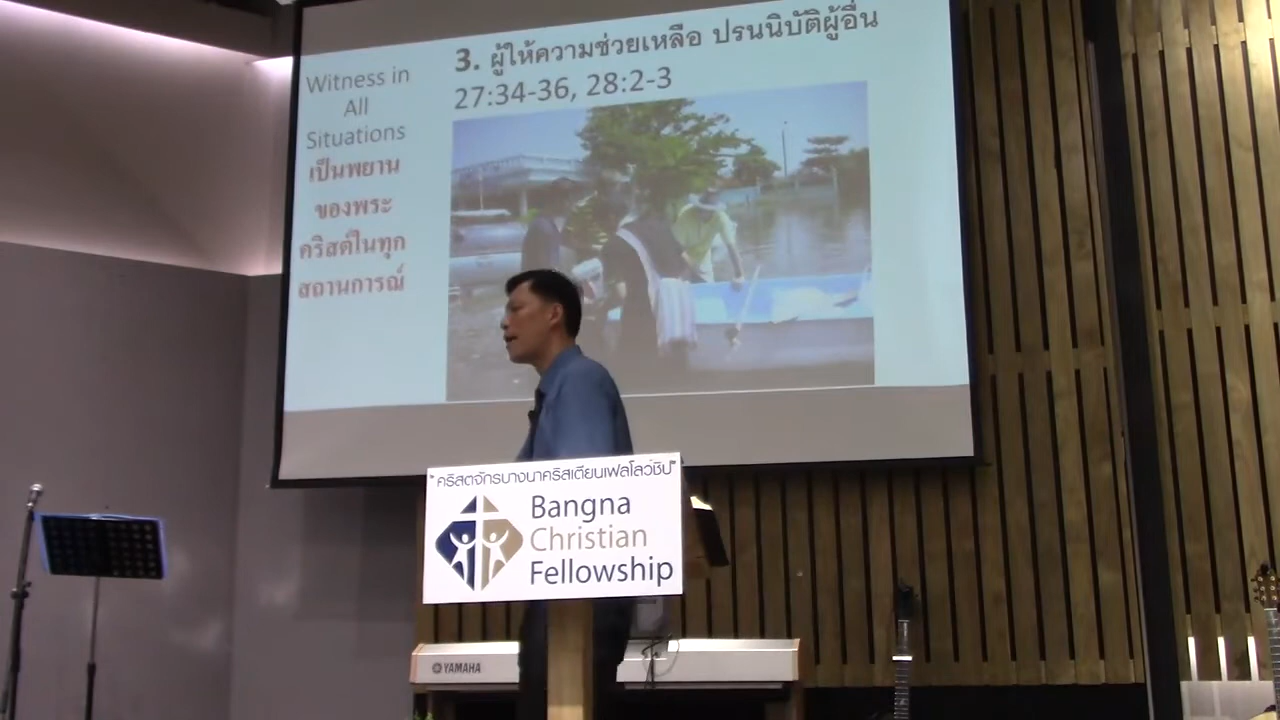 3. ผู้ให้ความช่วยเหลือ ปรนนิบัติผู้อื่น
27:34-36, 28:2-3
Witness in
All
Situations
เป็นพยาน
ของพระ
คริสต์ในทุก
สถานการณ์
"คริสตจักรบางนาคริสเตียนเฟลโลว์ชิป"
Bangna
Christian
Fellowship
YAMAHA